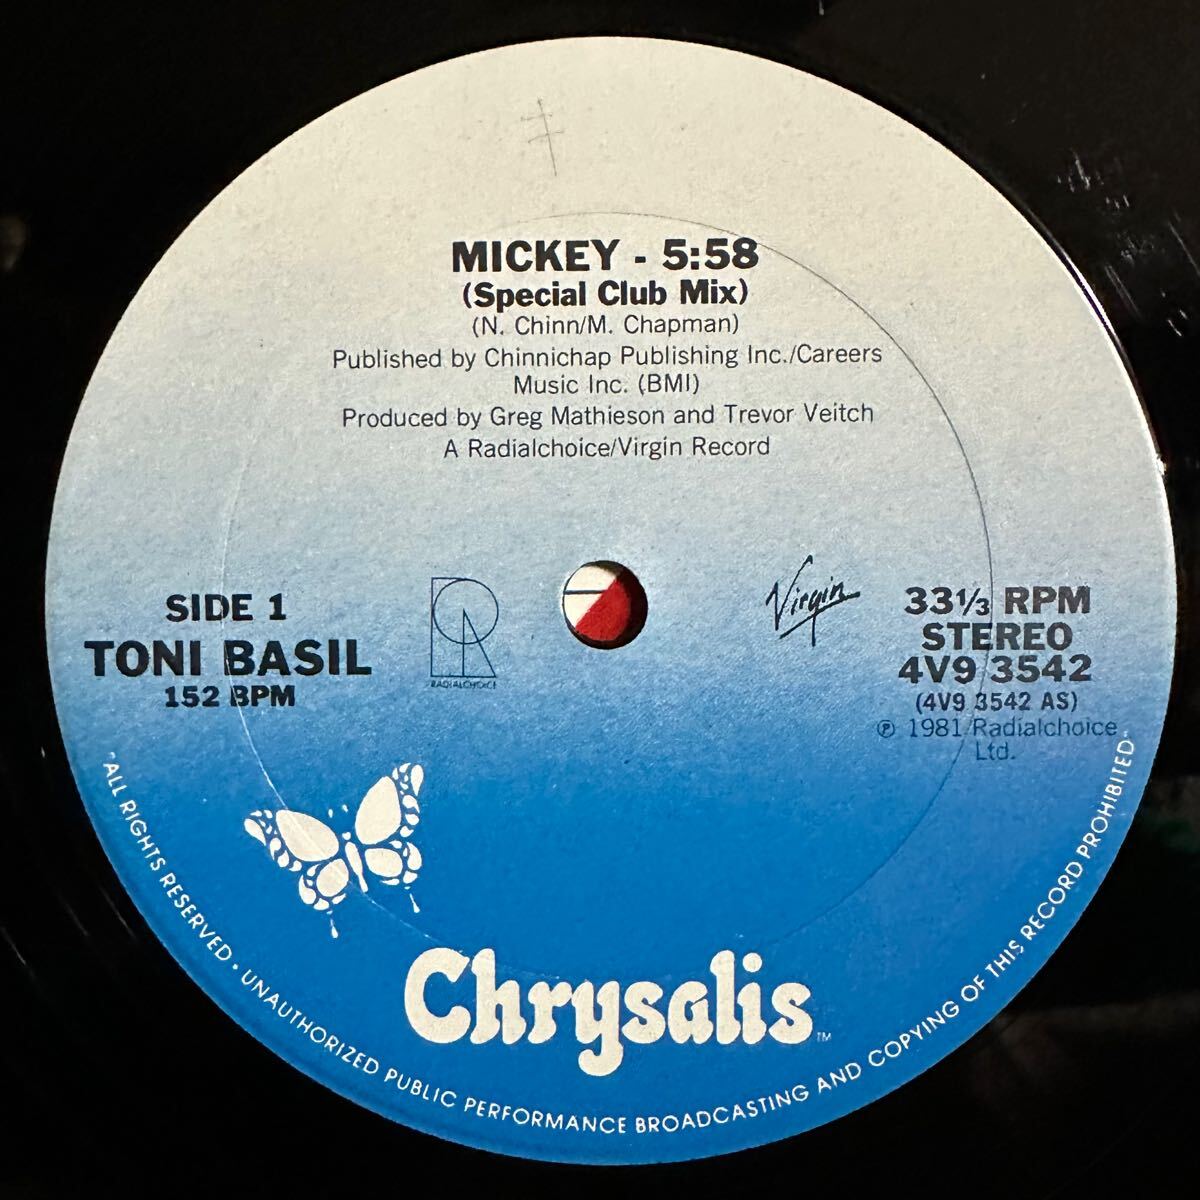 MICKEY - 5:58
(Special Club Mix)
(N. Chinn/M. Chapman)
Published by Chinnichap Publishing Inc./Careers
Music Inc. (BMI)
Produced by Greg Mathieson and Trevor Veitch
A Radialchoice/Virgin Record
SIDE 1
TONI BASIL
152 BPM
RADIALCHOICE
Virgin
33 1/3 RPM
STEREO
4V9 3542
(4V9 3542 AS)
℗ 1981 Radialchoice
Ltd.
Chrysalis™
"ALL RIGHTS RESERVED · UNAUTHORIZED PUBLIC PERFORMANCE BROADCASTING AND COPYING OF THIS RECORD PROHIBITED"